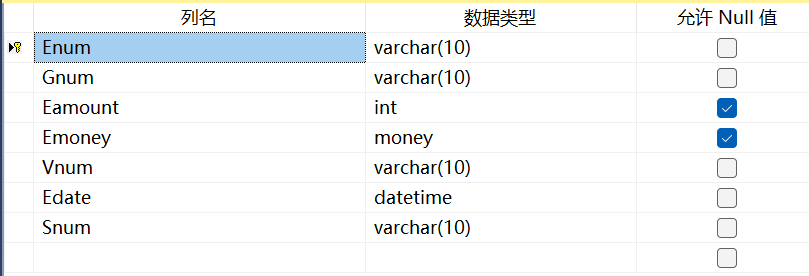 列名 数据类型 允许 Null 值
Enum varchar(10)
Gnum varchar(10)
Eamount int
Emoney money
Vnum varchar(10)
Edate datetime
Snum varchar(10)